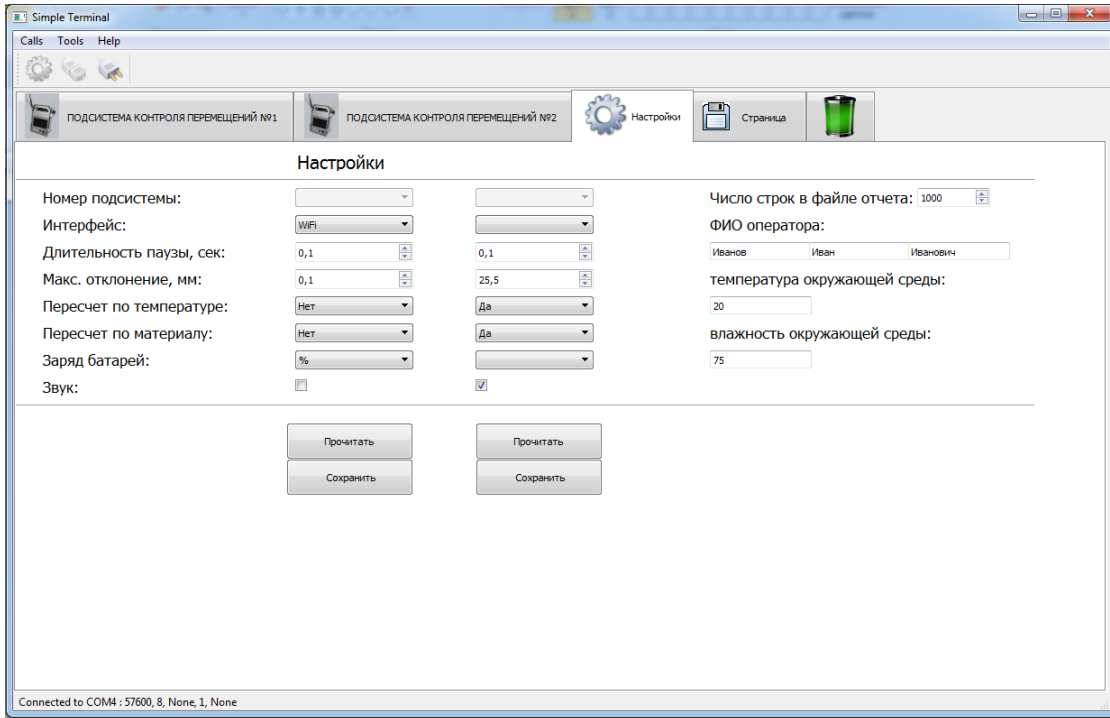 Simple Terminal
Calls Tools Help
ПОДСИСТЕМА КОНТРОЛЯ ПЕРЕМЕЩЕНИЙ №1 ПОДСИСТЕМА КОНТРОЛЯ ПЕРЕМЕЩЕНИЙ №2 Настройки Страница
Настройки
Номер подсистемы: Число строк в файле отчета: 1000
Интерфейс: WiFi ФИО оператора:
Длительность паузы, сек: 0,1 0,1 Иванов Иван Иванович
Макс. отклонение, мм: 0,1 25,5 температура окружающей среды:
Пересчет по температуре: Нет Да 20
Пересчет по материалу: Нет Да влажность окружающей среды:
Заряд батарей: % 75
Звук:
Прочитать Прочитать
Сохранить Сохранить
Connected to COM4 : 57600, 8, None, 1, None